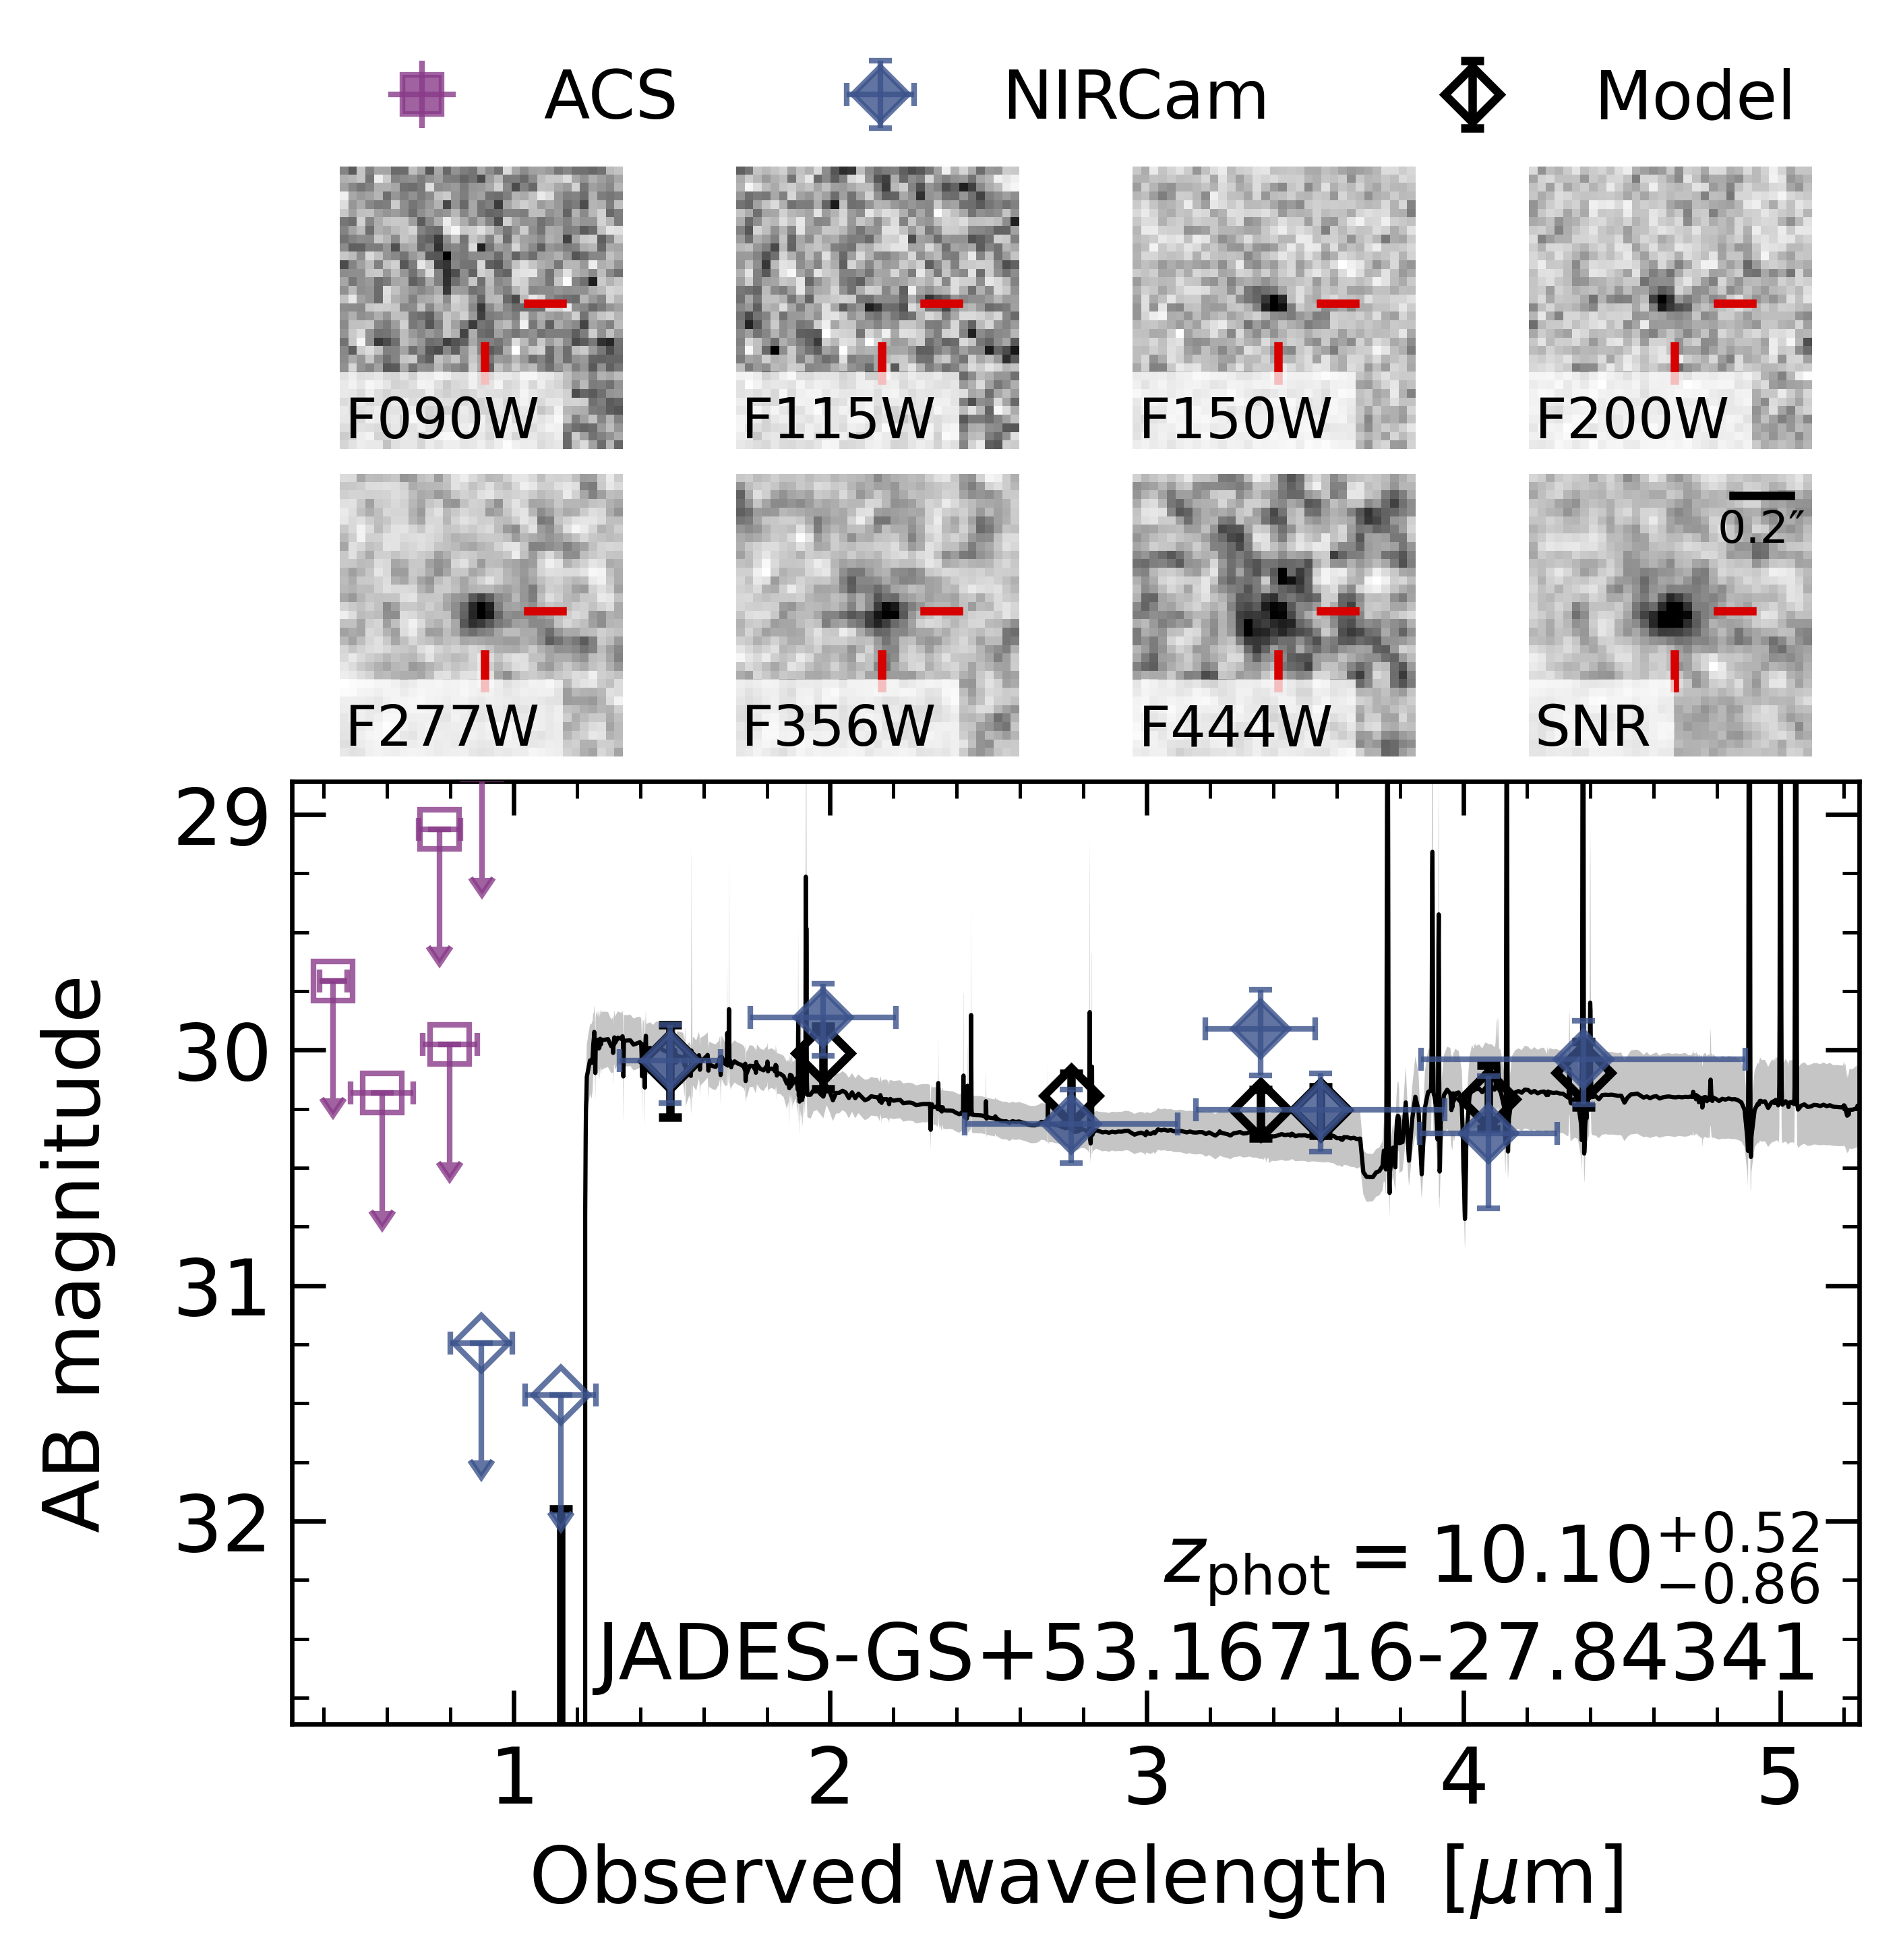 ACS NIRCam Model
F090W F115W F150W F200W
0.2″
F277W F356W F444W SNR
29
30
31
32
AB magnitude
z_phot = 10.10 +0.52 −0.86
JADES-GS+53.16716-27.84341
1 2 3 4 5
Observed wavelength [μm]